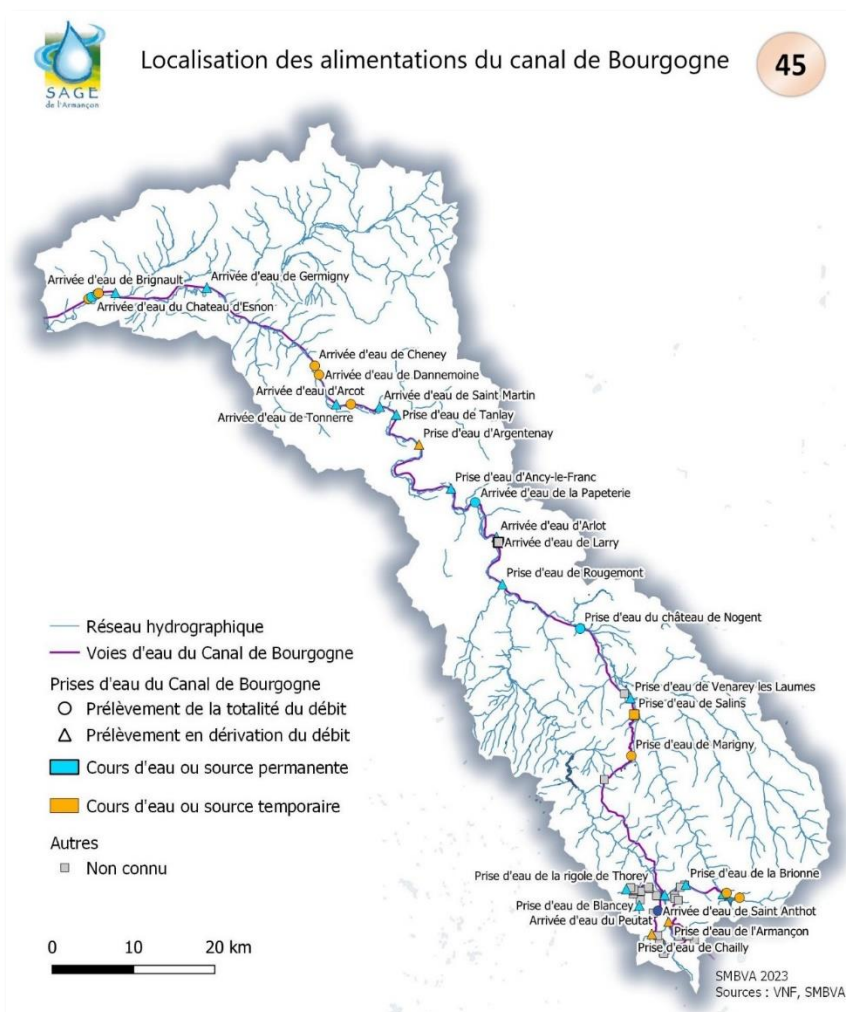 SAGE
de l'Armançon
Localisation des alimentations du canal de Bourgogne
45
Arrivée d'eau de Brignault
Arrivée d'eau de Germigny
Arrivée d'eau du Chateau d'Esnon
Arrivée d'eau de Cheney
Arrivée d'eau de Dannemoine
Arrivée d'eau d'Arcot
Arrivée d'eau de Saint Martin
Arrivée d'eau de Tonnerre
Prise d'eau de Tanlay
Prise d'eau d'Argentenay
Prise d'eau d'Ancy-le-Franc
Arrivée d'eau de la Papeterie
Arrivée d'eau d'Arlot
Arrivée d'eau de Larry
Prise d'eau de Rougemont
Prise d'eau du château de Nogent
Prise d'eau de Venarey les Laumes
Prise d'eau de Salins
Prise d'eau de Marigny
Prise d'eau de la rigole de Thorey
Prise d'eau de la Brionne
Prise d'eau de Blancey
Arrivée d'eau de Saint Anthot
Arrivée d'eau du Peutat
Prise d'eau de l'Armançon
Prise d'eau de Chailly
Réseau hydrographique
Voies d'eau du Canal de Bourgogne
Prises d'eau du Canal de Bourgogne
Prélèvement de la totalité du débit
Prélèvement en dérivation du débit
Cours d'eau ou source permanente
Cours d'eau ou source temporaire
Autres
Non connu
0 10 20 km
SMBVA 2023
Sources : VNF, SMBVA